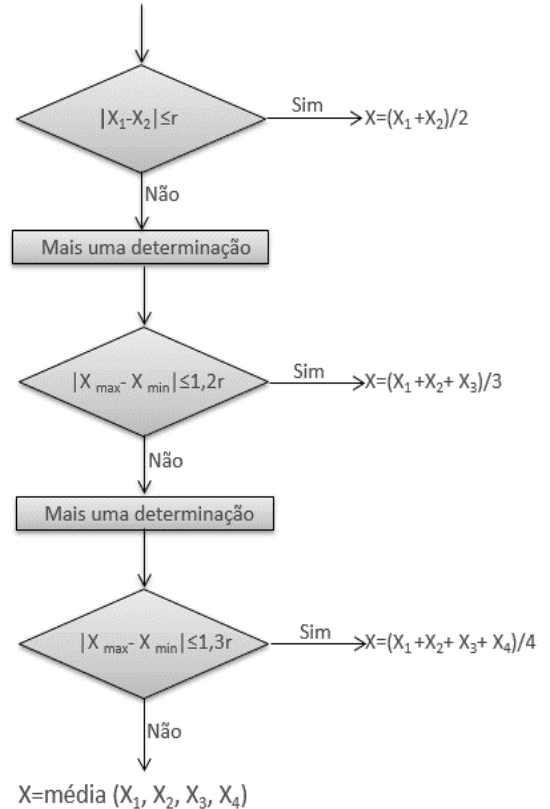 |X₁-X₂|≤r
Sim
X=(X₁+X₂)/2
Não
Mais uma determinação
|X max- X min|≤1,2r
Sim
X=(X₁+X₂+ X₃)/3
Não
Mais uma determinação
|X max- X min|≤1,3r
Sim
X=(X₁+X₂+ X₃+ X₄)/4
Não
X=média (X₁, X₂, X₃, X₄)